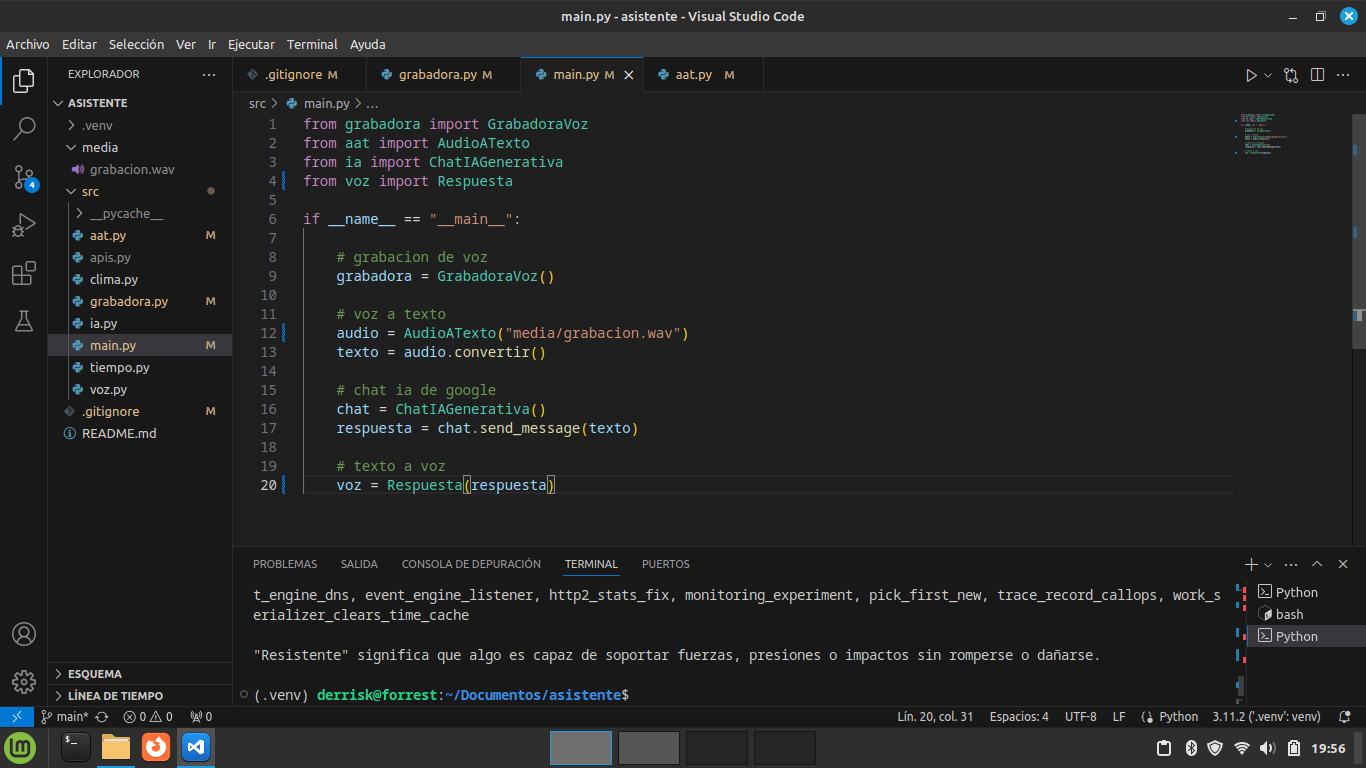 main.py - asistente - Visual Studio Code
Archivo Editar Selección Ver Ir Ejecutar Terminal Ayuda
EXPLORADOR
ASISTENTE
.venv
media
grabacion.wav
src
__pycache__
aat.py M
apis.py
clima.py
grabadora.py M
ia.py
main.py M
tiempo.py
voz.py
.gitignore M
README.md
ESQUEMA
LÍNEA DE TIEMPO
4
.gitignore M grabadora.py M main.py M aat.py M
src > main.py > ...
1 from grabadora import GrabadoraVoz
2 from aat import AudioATexto
3 from ia import ChatIAGenerativa
4 from voz import Respuesta
5
6 if __name__ == "__main__":
7
8 # grabacion de voz
9 grabadora = GrabadoraVoz()
10
11 # voz a texto
12 audio = AudioATexto("media/grabacion.wav")
13 texto = audio.convertir()
14
15 # chat ia de google
16 chat = ChatIAGenerativa()
17 respuesta = chat.send_message(texto)
18
19 # texto a voz
20 voz = Respuesta(respuesta)
PROBLEMAS SALIDA CONSOLA DE DEPURACIÓN TERMINAL PUERTOS
t_engine_dns, event_engine_listener, http2_stats_fix, monitoring_experiment, pick_first_new, trace_record_callops, work_s
erializer_clears_time_cache
"Resistente" significa que algo es capaz de soportar fuerzas, presiones o impactos sin romperse o dañarse.
(.venv) derrisk@forrest:~/Documentos/asistente$
Python
bash
Python
main* 0 0 0 Lín. 20, col. 31 Espacios: 4 UTF-8 LF Python 3.11.2 ('.venv': venv)
19:56